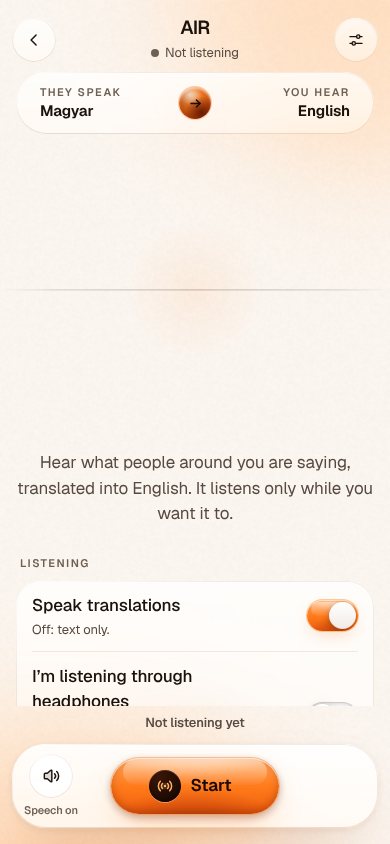 AIR
Not listening
THEY SPEAK
Magyar
YOU HEAR
English
Hear what people around you are saying,
translated into English. It listens only while you
want it to.
LISTENING
Speak translations
Off: text only.
I’m listening through
headphones
Not listening yet
Speech on
Start